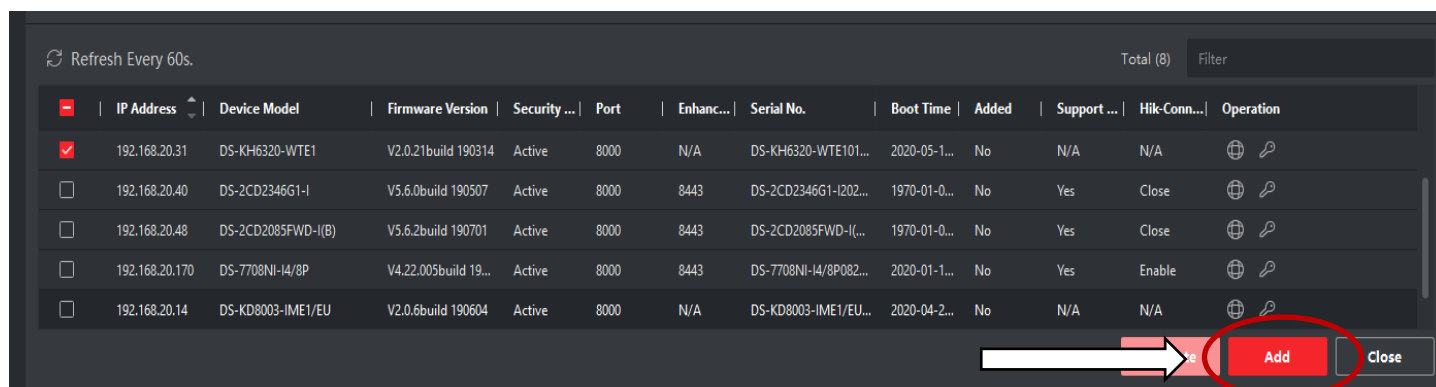 Refresh Every 60s. Total (8) Filter
IP Address Device Model Firmware Version Security ... Port Enhanc... Serial No. Boot Time Added Support ... Hik-Conn... Operation
192.168.20.31 DS-KH6320-WTE1 V2.0.21build 190314 Active 8000 N/A DS-KH6320-WTE101... 2020-05-1... No N/A N/A
192.168.20.40 DS-2CD2346G1-I V5.6.0build 190507 Active 8000 8443 DS-2CD2346G1-I202... 1970-01-0... No Yes Close
192.168.20.48 DS-2CD2085FWD-I(B) V5.6.2build 190701 Active 8000 8443 DS-2CD2085FWD-I(... 1970-01-0... No Yes Close
192.168.20.170 DS-7708NI-I4/8P V4.22.005build 19... Active 8000 8443 DS-7708NI-I4/8P082... 2020-01-1... No Yes Enable
192.168.20.14 DS-KD8003-IME1/EU V2.0.6build 190604 Active 8000 N/A DS-KD8003-IME1/EU... 2020-04-2... No N/A N/A
Add Close